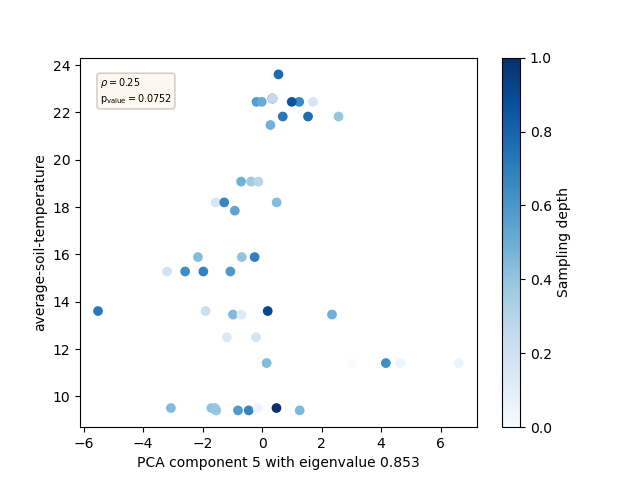 ρ = 0.25
p_value = 0.0752
24
22
20
18
16
14
12
10
average-soil-temperature
−6 −4 −2 0 2 4 6
PCA component 5 with eigenvalue 0.853
1.0
0.8
0.6
0.4
0.2
0.0
Sampling depth